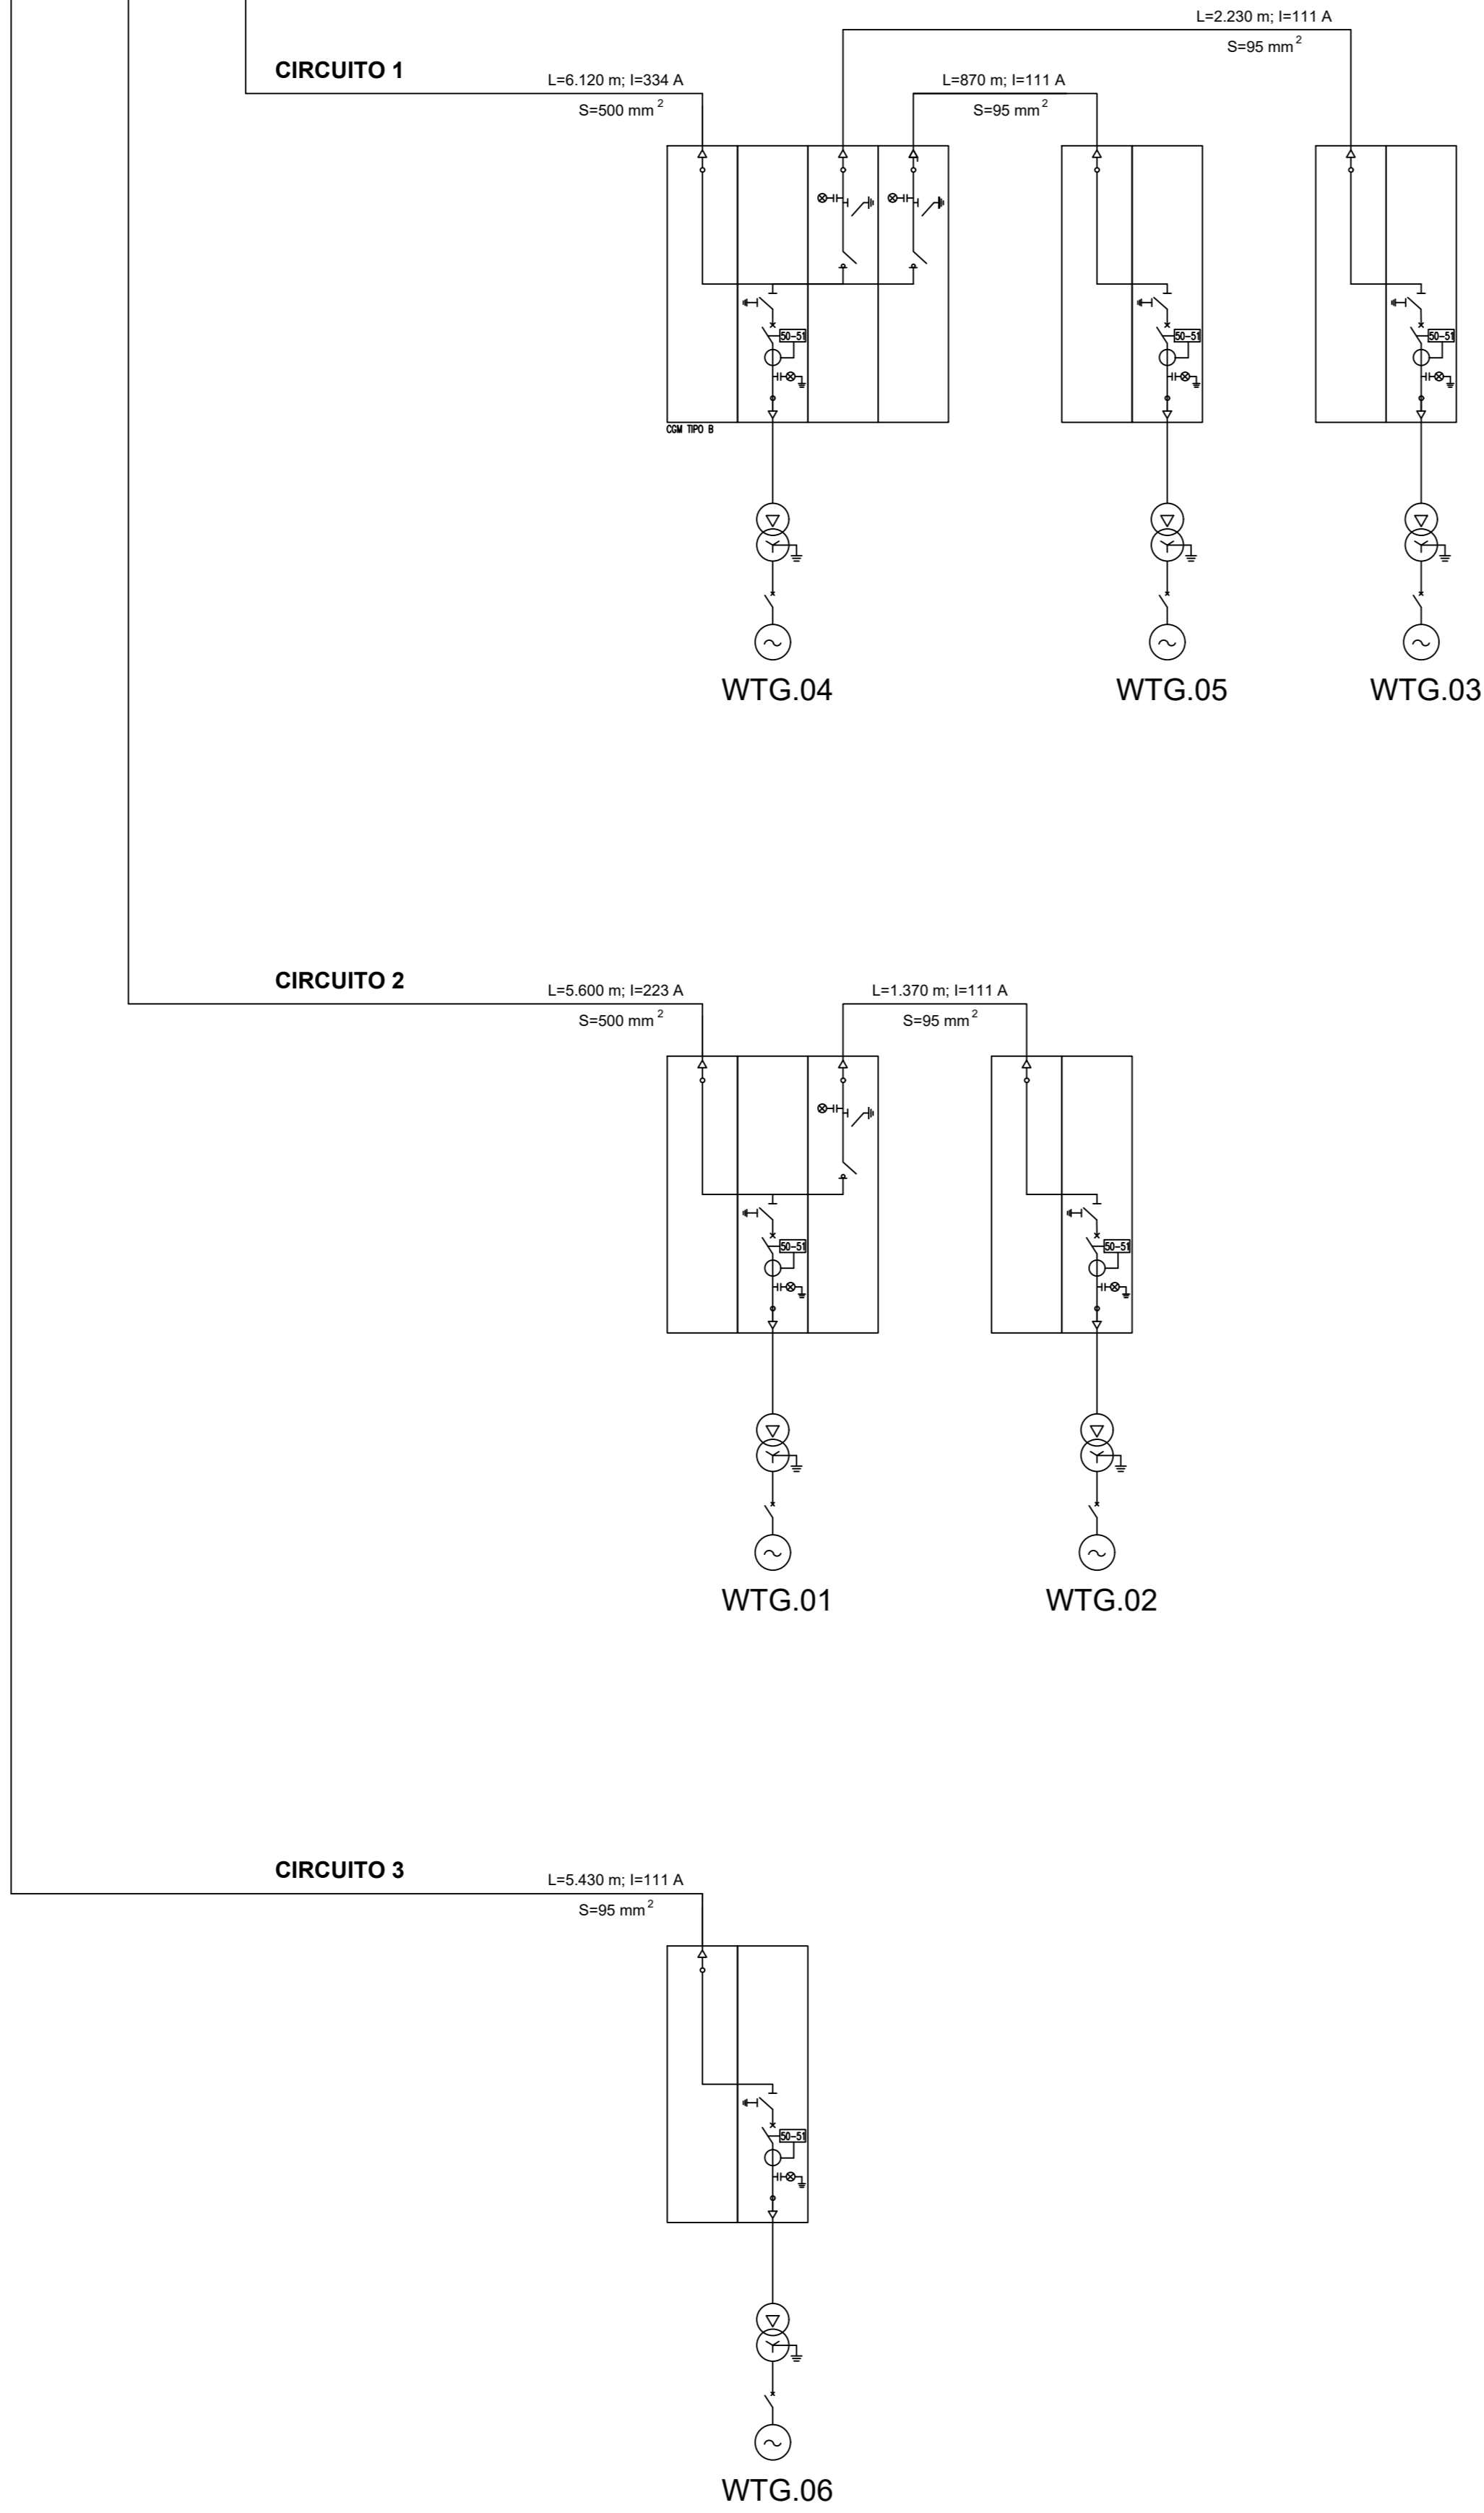 L=2.230 m; I=111 A
S=95 mm²
CIRCUITO 1
L=6.120 m; I=334 A
S=500 mm²
L=870 m; I=111 A
S=95 mm²
50-51
50-51
50-51
CGM TIPO B
WTG.04
WTG.05
WTG.03
CIRCUITO 2
L=5.600 m; I=223 A
S=500 mm²
L=1.370 m; I=111 A
S=95 mm²
50-51
50-51
WTG.01
WTG.02
CIRCUITO 3
L=5.430 m; I=111 A
S=95 mm²
50-51
WTG.06